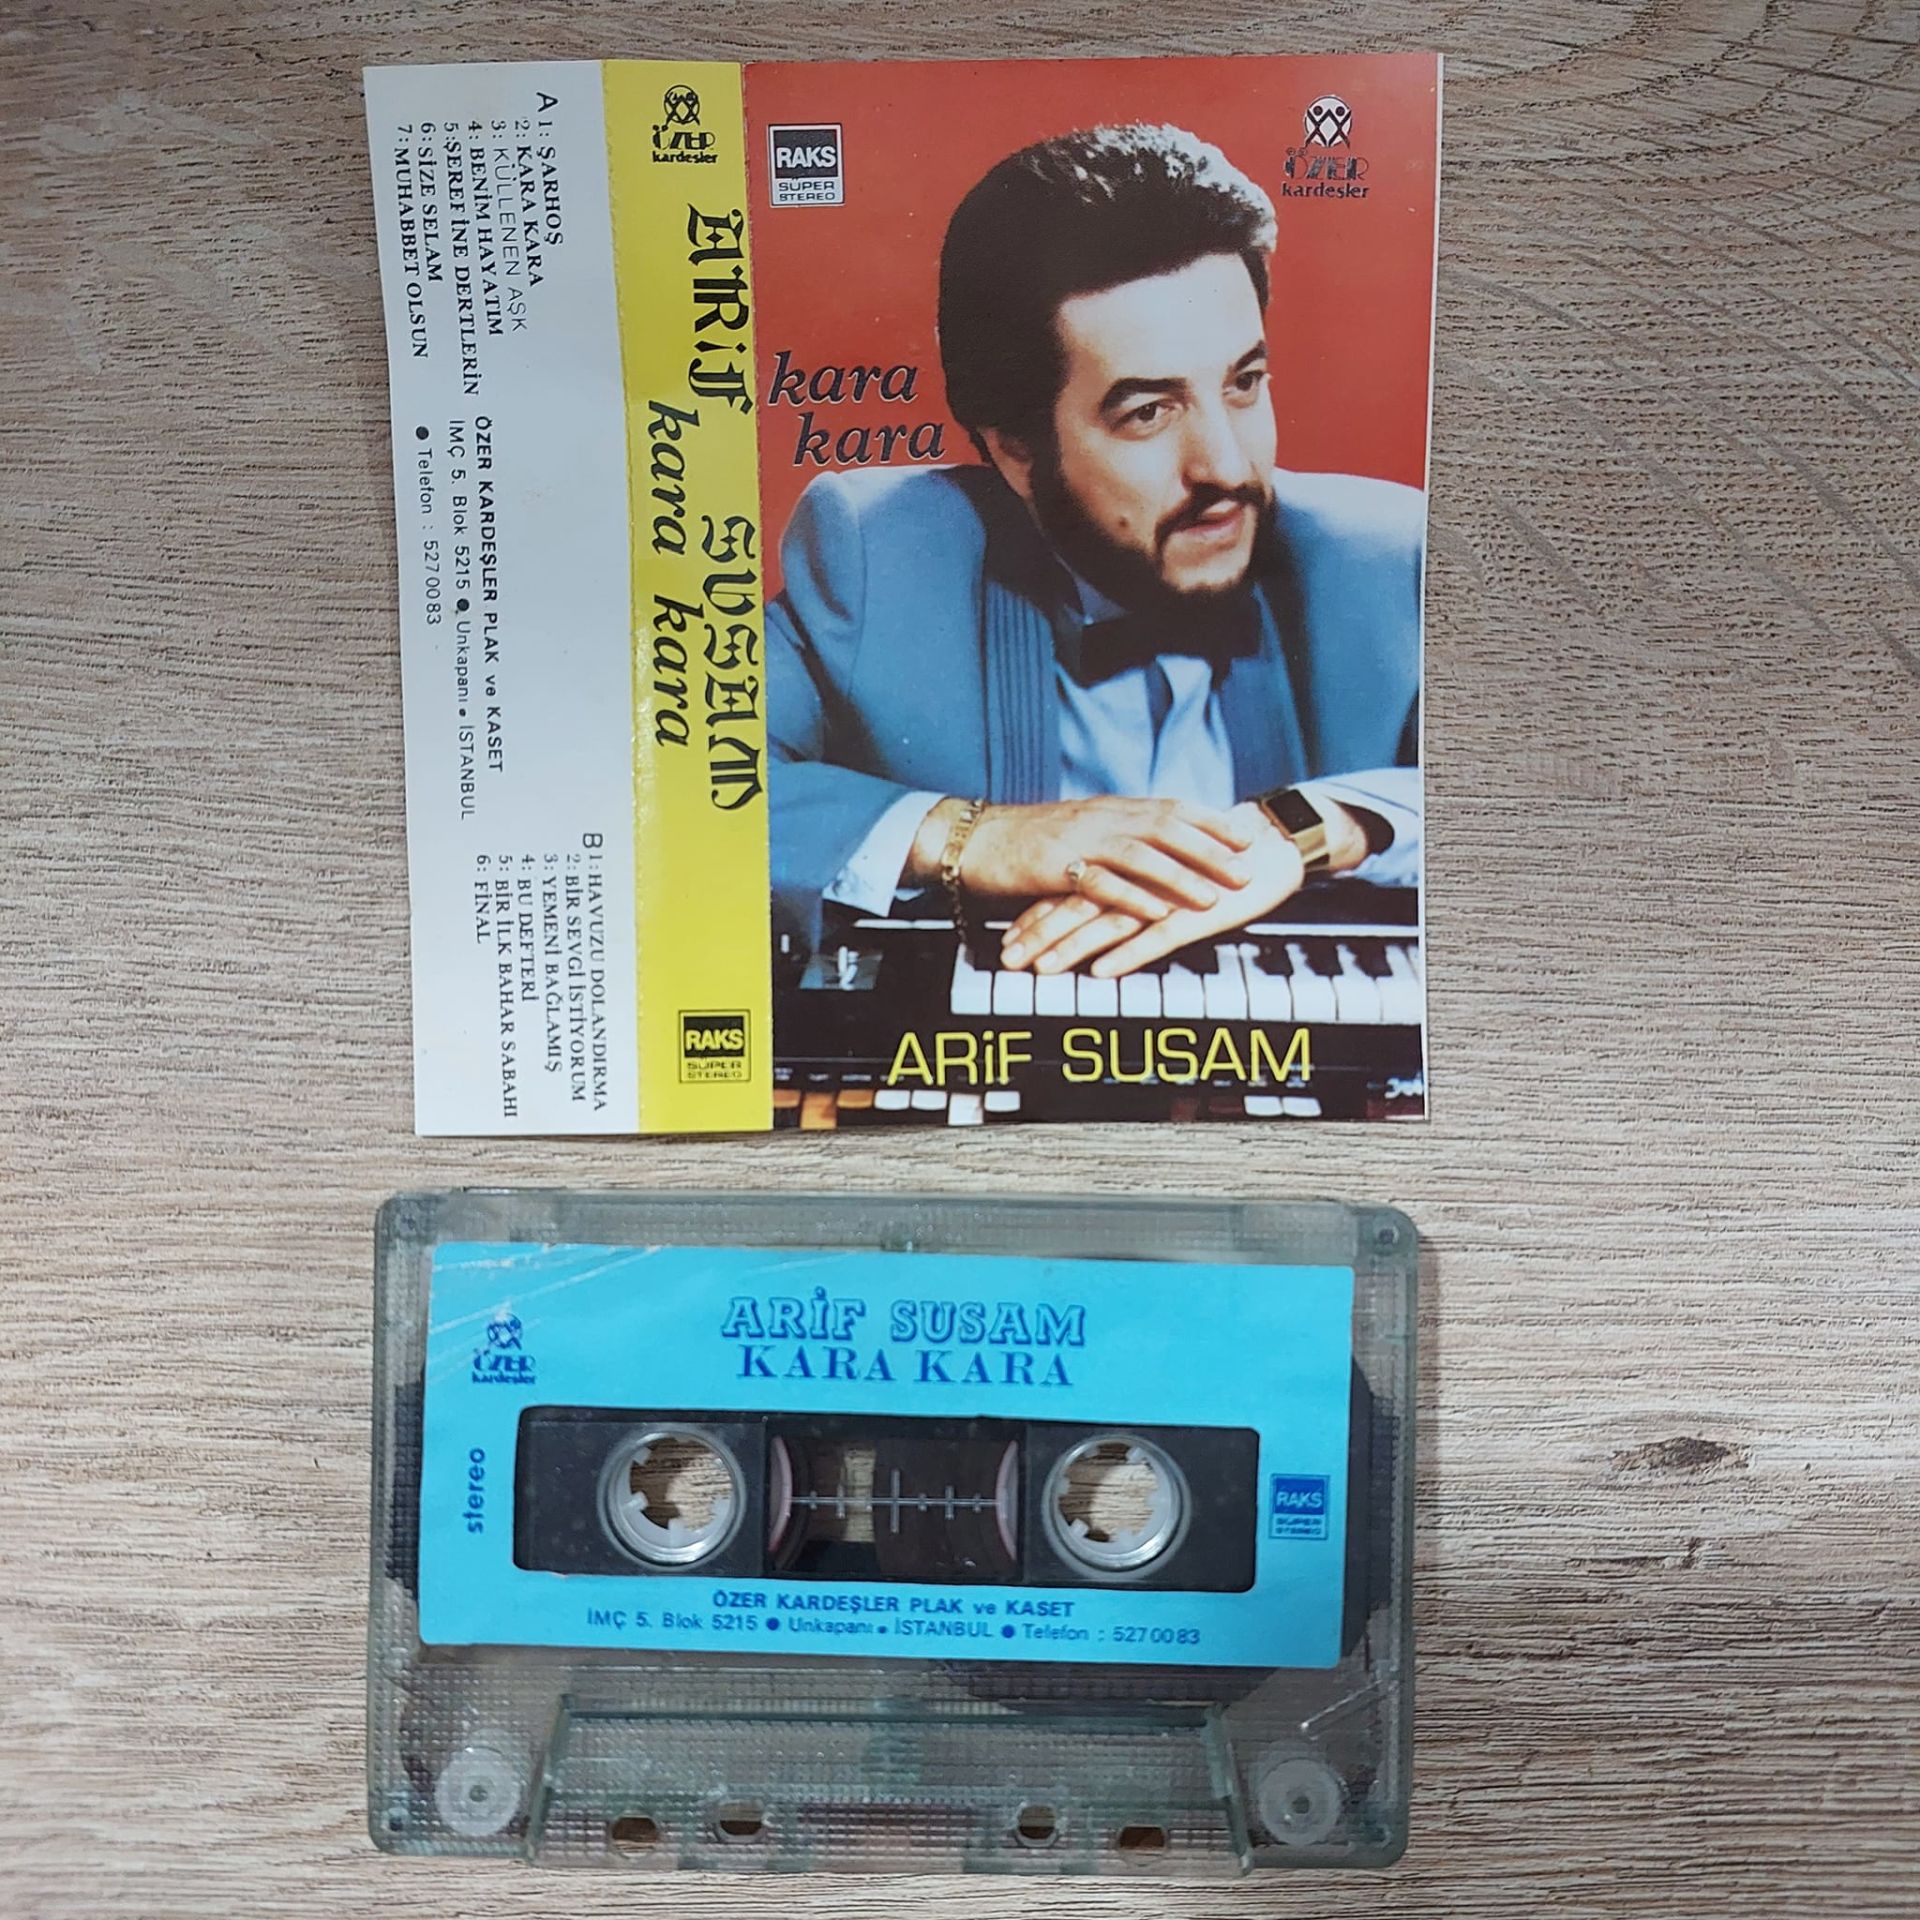 A 1: ŞARHOŞ
2: KARA KARA
3: KÜLLENEN AŞK
4: BENİM HAYATIM
5: ŞEREFİNE DERTLERİN
6: SİZE SELAM
7: MUHABBET OLSUN
ÖZER KARDEŞLER PLAK ve KASET
İMÇ 5. Blok 5215 ● Unkapanı ● İSTANBUL
● Telefon : 527 00 83
B 1: HAVUZU DOLANDIRMA
2: BİR SEVGİ İSTİYORUM
3: YEMENİ BAĞLAMIŞ
4: BU DEFTERİ
5: BİR İLK BAHAR SABAHI
6: FİNAL
ÖZER
kardeşler
ARİF SUSAM
kara kara
RAKS
SÜPER
STEREO
RAKS
SÜPER
STEREO
ÖZER
kardeşler
kara
kara
ARİF SUSAM
ARİF SUSAM
KARA KARA
ÖZER
kardeşler
stereo
RAKS
SÜPER
STEREO
ÖZER KARDEŞLER PLAK ve KASET
İMÇ 5. Blok 5215 ● Unkapanı ● İSTANBUL ● Telefon : 527 00 83